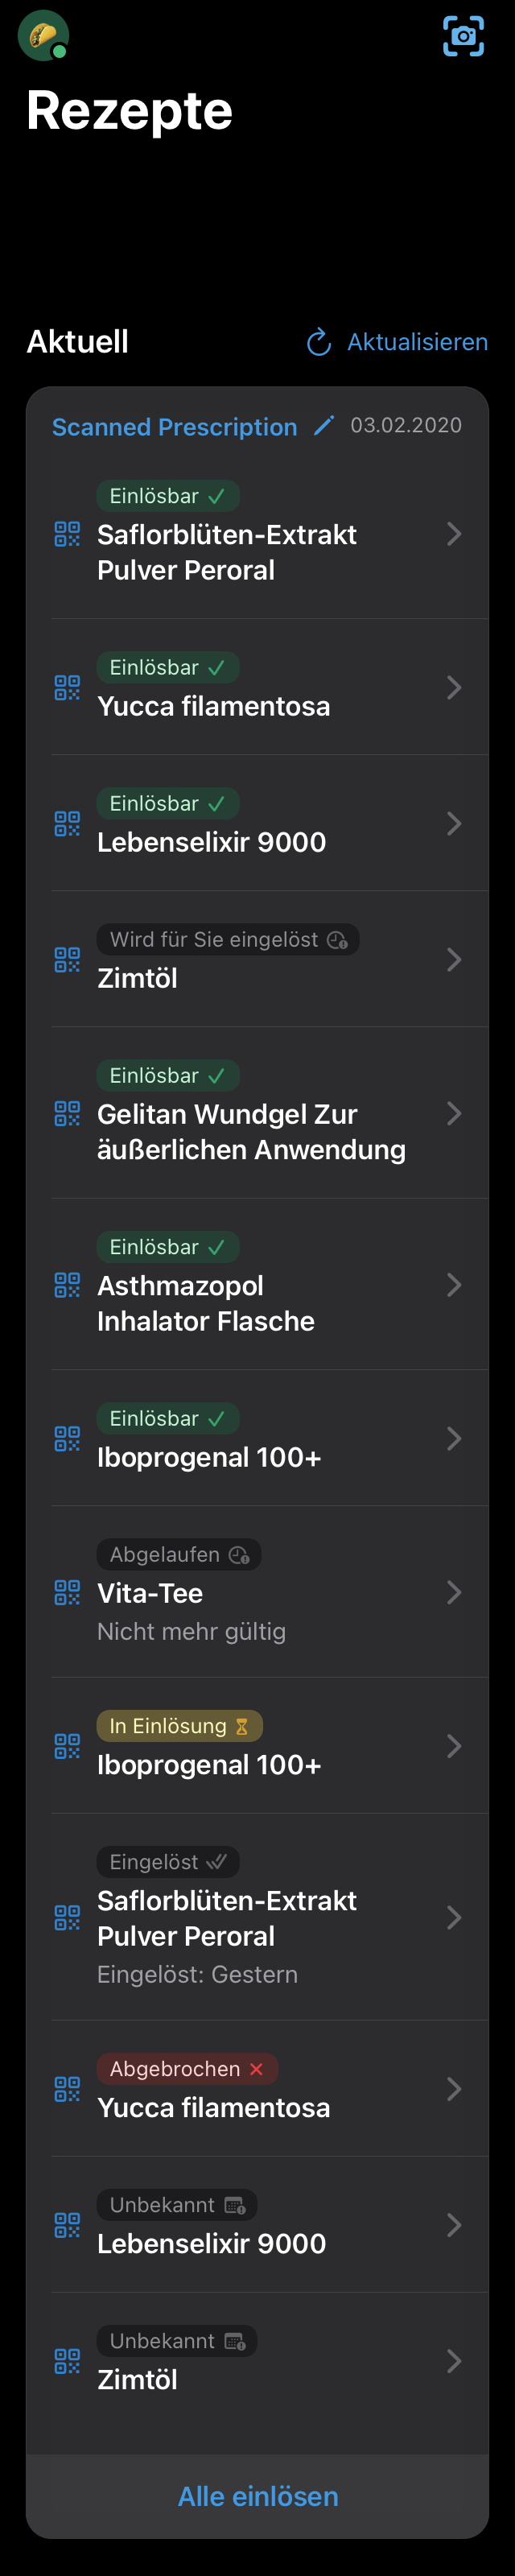 Rezepte
Aktuell
Aktualisieren
Scanned Prescription
03.02.2020
Einlösbar
Saflorblüten-Extrakt
Pulver Peroral
Einlösbar
Yucca filamentosa
Einlösbar
Lebenselixir 9000
Wird für Sie eingelöst
Zimtöl
Einlösbar
Gelitan Wundgel Zur
äußerlichen Anwendung
Einlösbar
Asthmazopol
Inhalator Flasche
Einlösbar
Iboprogenal 100+
Abgelaufen
Vita-Tee
Nicht mehr gültig
In Einlösung
Iboprogenal 100+
Eingelöst
Saflorblüten-Extrakt
Pulver Peroral
Eingelöst: Gestern
Abgebrochen
Yucca filamentosa
Unbekannt
Lebenselixir 9000
Unbekannt
Zimtöl
Alle einlösen